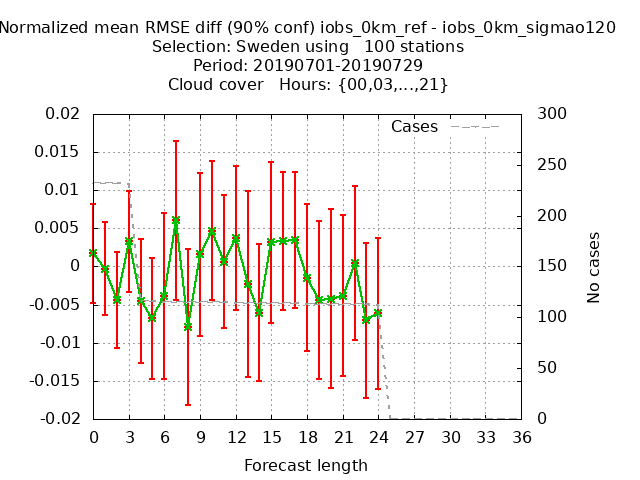 Normalized mean RMSE diff (90% conf) iobs_0km_ref - iobs_0km_sigmao120
Selection: Sweden using   100 stations
Period: 20190701-20190729
Cloud cover   Hours: {00,03,...,21}
Cases
0.02
0.015
0.01
0.005
0
-0.005
-0.01
-0.015
-0.02
300
250
200
150
100
50
0
No cases
0 3 6 9 12 15 18 21 24 27 30 33 36
Forecast length